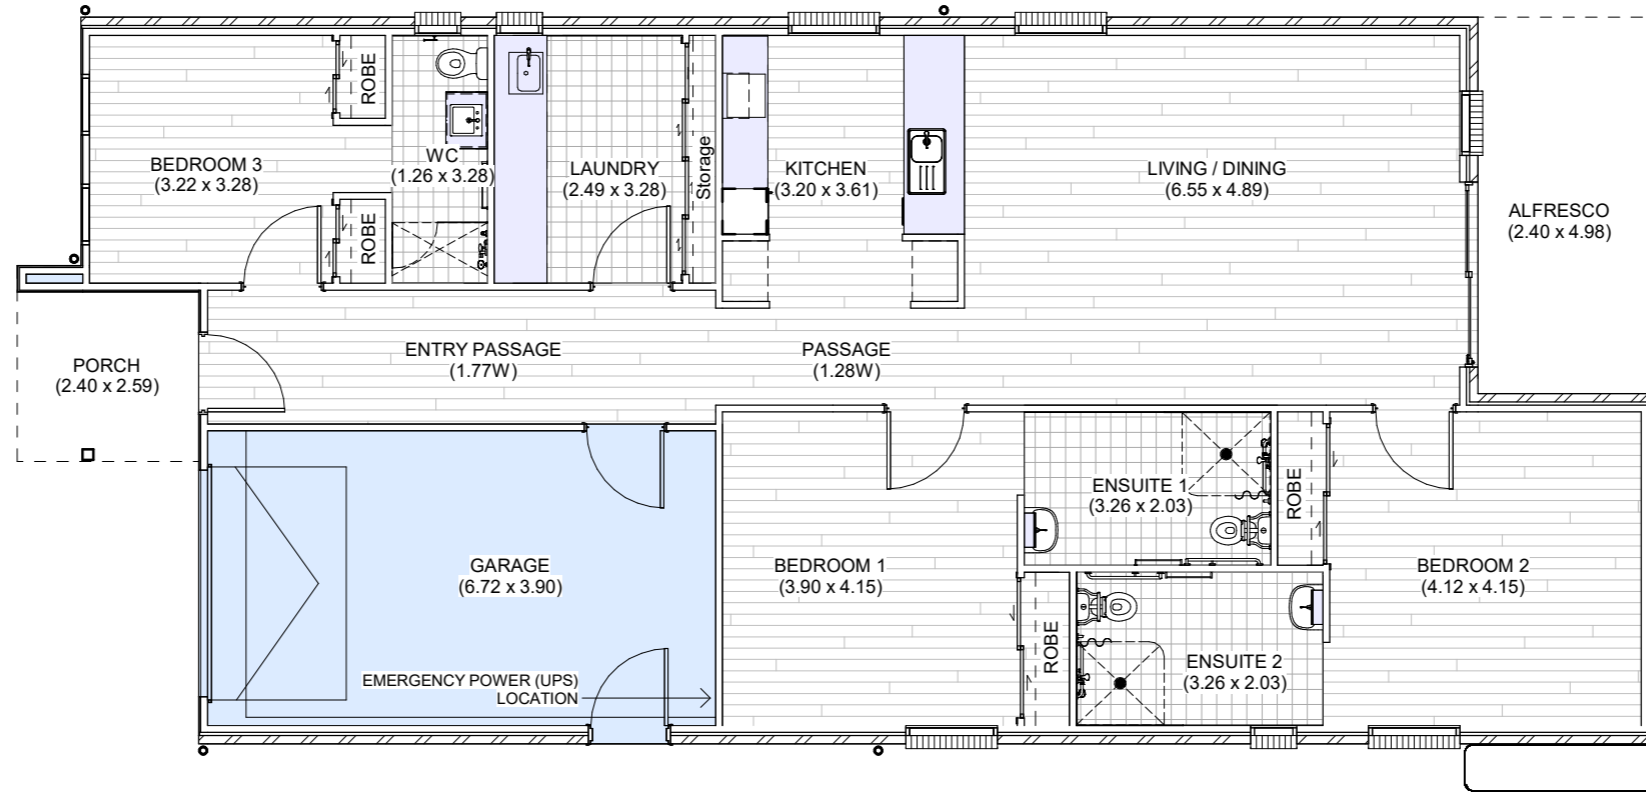 BEDROOM 3
(3.22 x 3.28)
ROBE
ROBE
WC
(1.26 x 3.28)
LAUNDRY
(2.49 x 3.28)
Storage
KITCHEN
(3.20 x 3.61)
LIVING / DINING
(6.55 x 4.89)
ALFRESCO
(2.40 x 4.98)
PORCH
(2.40 x 2.59)
ENTRY PASSAGE
(1.77W)
PASSAGE
(1.28W)
GARAGE
(6.72 x 3.90)
EMERGENCY POWER (UPS)
LOCATION
BEDROOM 1
(3.90 x 4.15)
ROBE
ENSUITE 1
(3.26 x 2.03)
ENSUITE 2
(3.26 x 2.03)
ROBE
BEDROOM 2
(4.12 x 4.15)